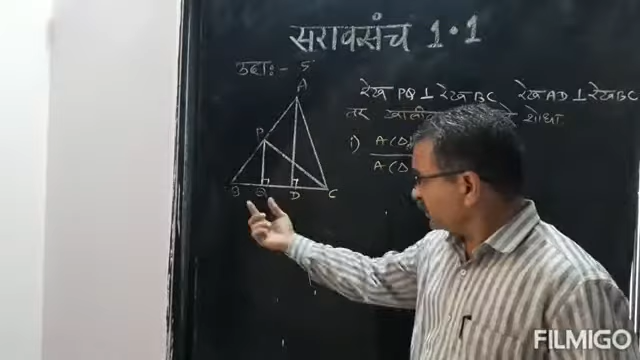 सरावसंच 1.1
उदाः- 5
A
रेख PQ⊥रेख BC रेख AD⊥रेख BC
तर शोधा
P
i) A(Δ
A(Δ
B Q D C
FILMIGO